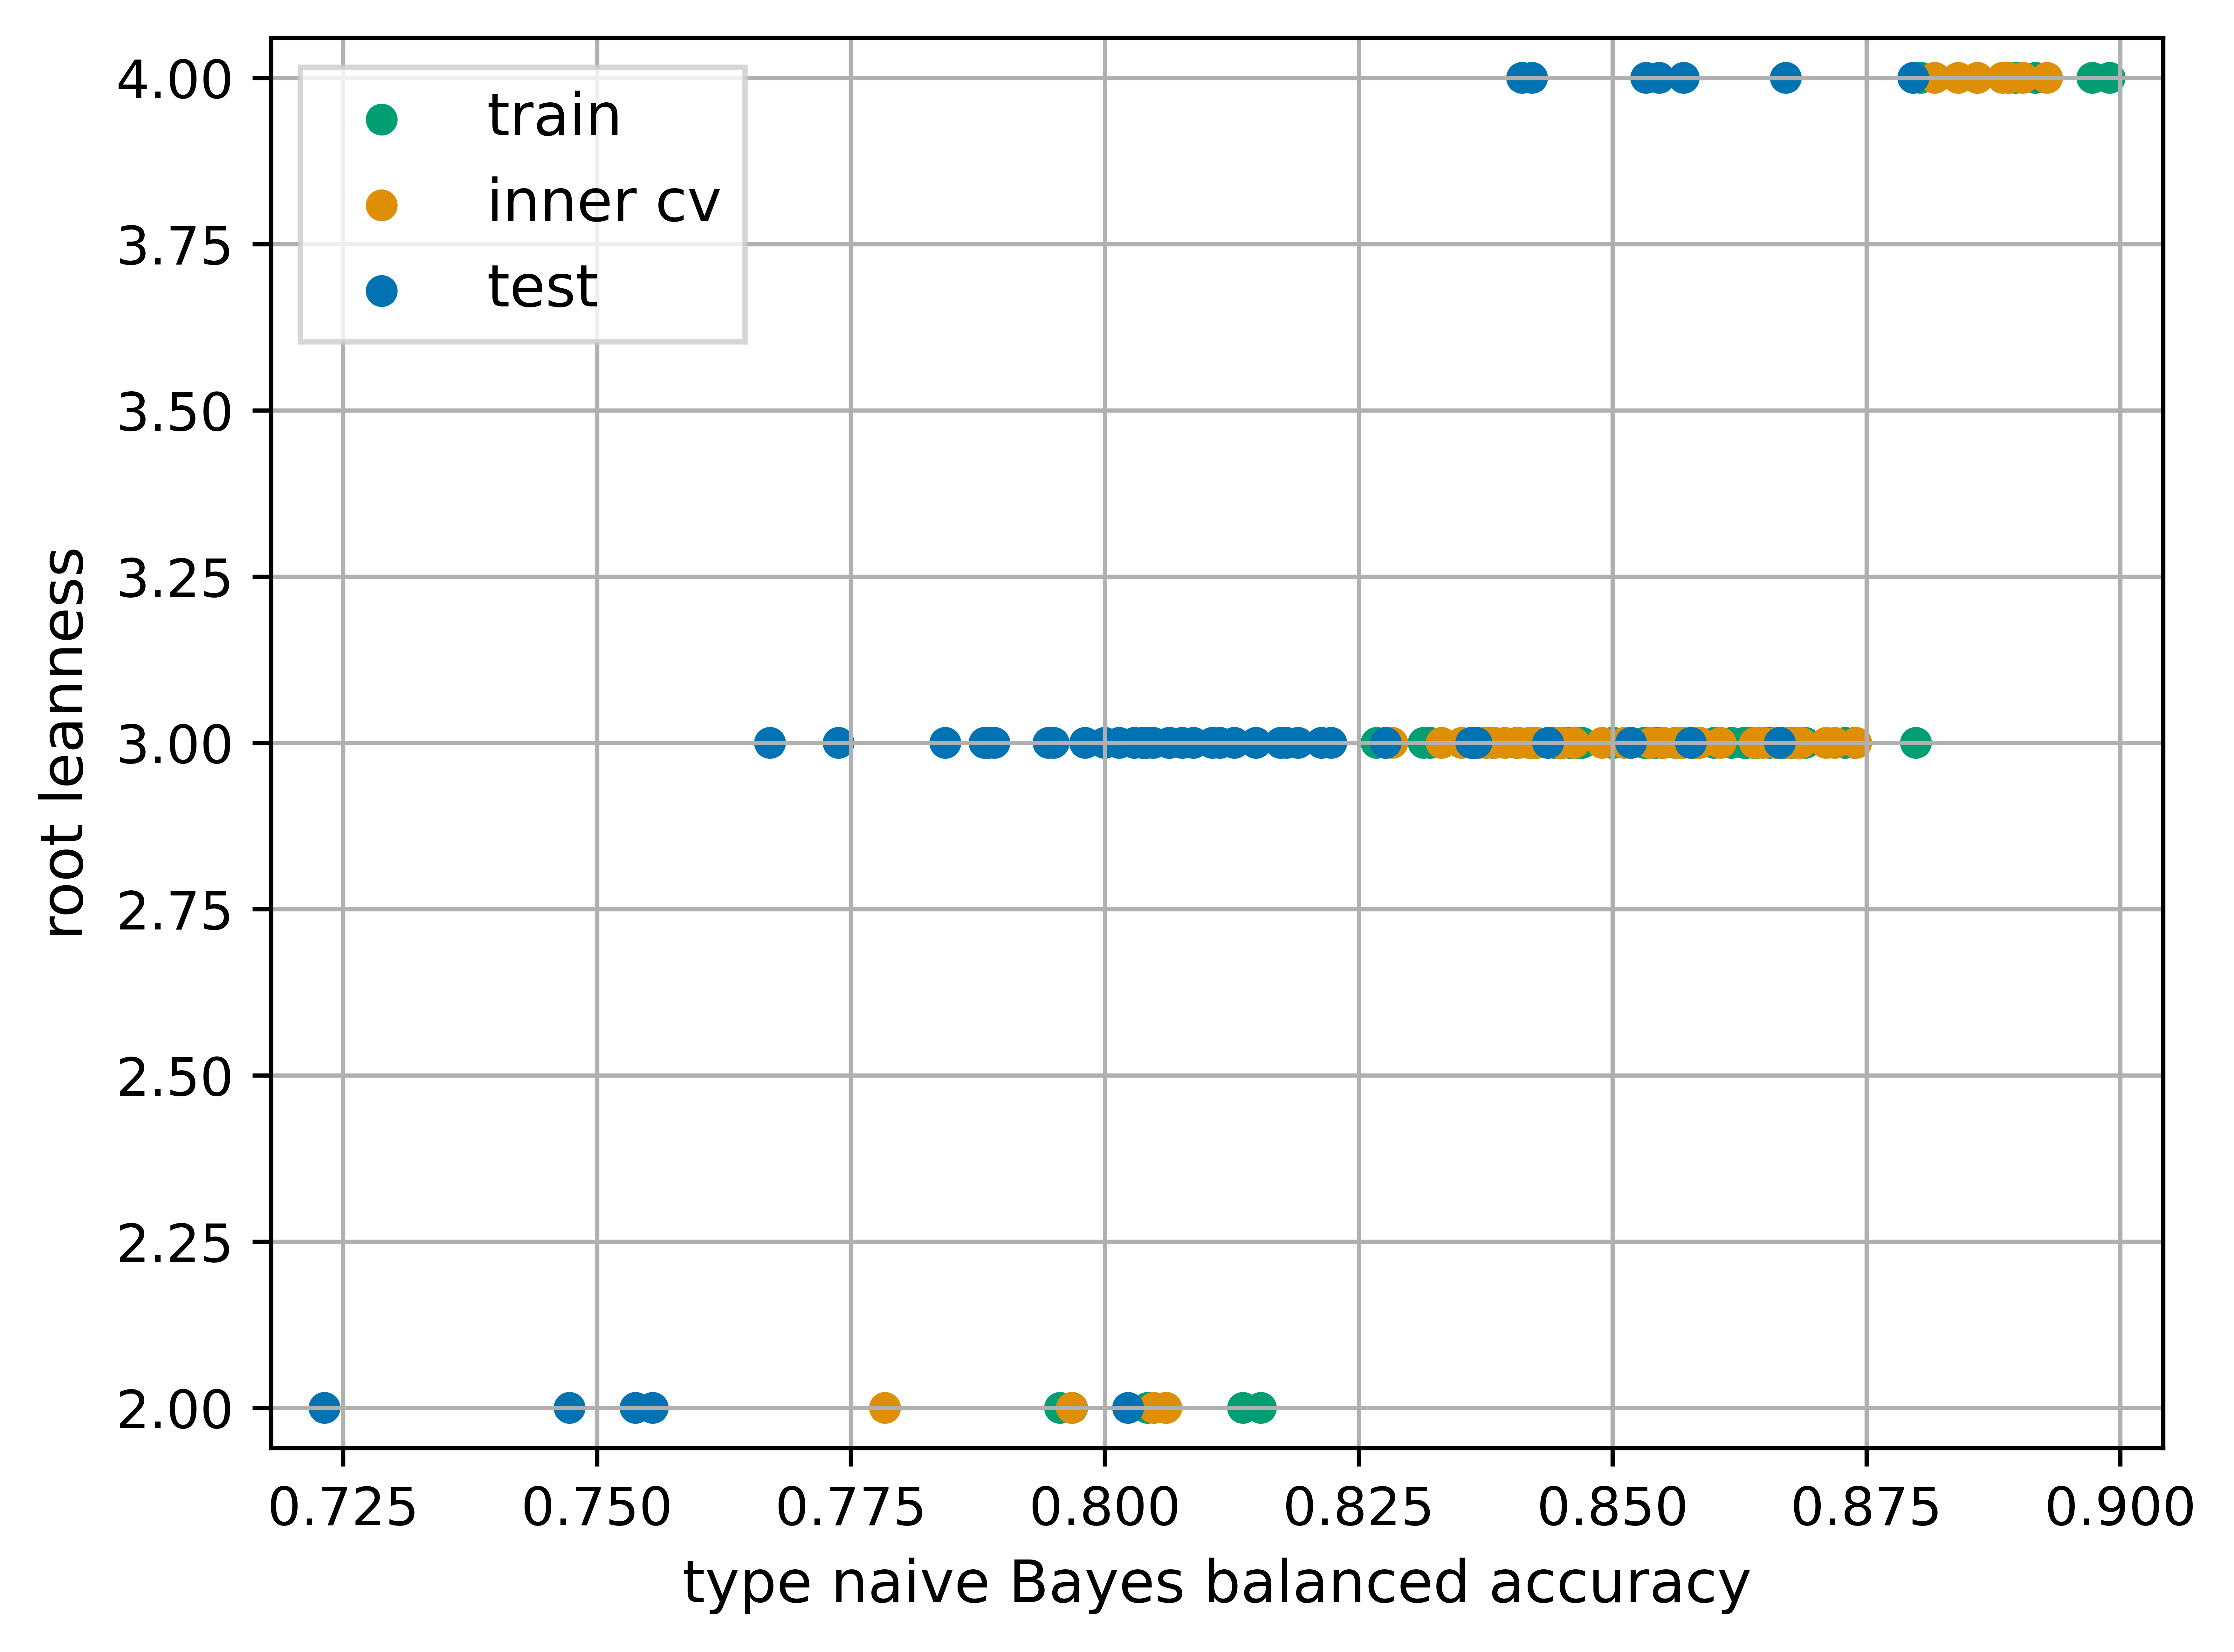 train
inner cv
test
4.00
3.75
3.50
3.25
3.00
2.75
2.50
2.25
2.00
root leanness
0.725 0.750 0.775 0.800 0.825 0.850 0.875 0.900
type naive Bayes balanced accuracy